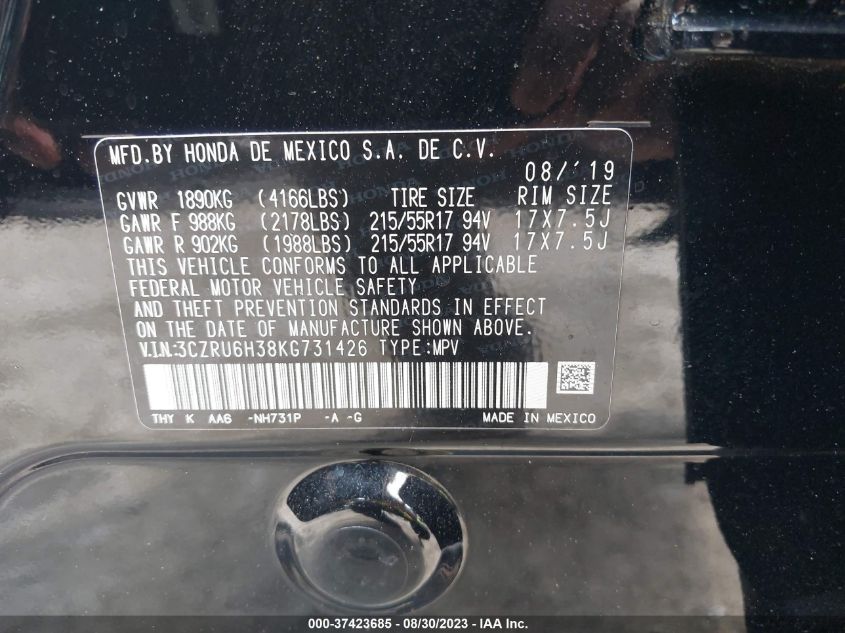 MFD.BY HONDA DE MEXICO S.A. DE C.V.
08/'19
GVWR 1890KG (4166LBS) TIRE SIZE RIM SIZE
GAWR F 988KG (2178LBS) 215/55R17 94V 17X7.5J
GAWR R 902KG (1988LBS) 215/55R17 94V 17X7.5J
THIS VEHICLE CONFORMS TO ALL APPLICABLE
FEDERAL MOTOR VEHICLE SAFETY
AND THEFT PREVENTION STANDARDS IN EFFECT
ON THE DATE OF MANUFACTURE SHOWN ABOVE.
V.I.N:3CZRU6H38KG731426 TYPE:MPV
THY K AA6 -NH731P -A -G MADE IN MEXICO
000-37423685 - 08/30/2023 - IAA Inc.